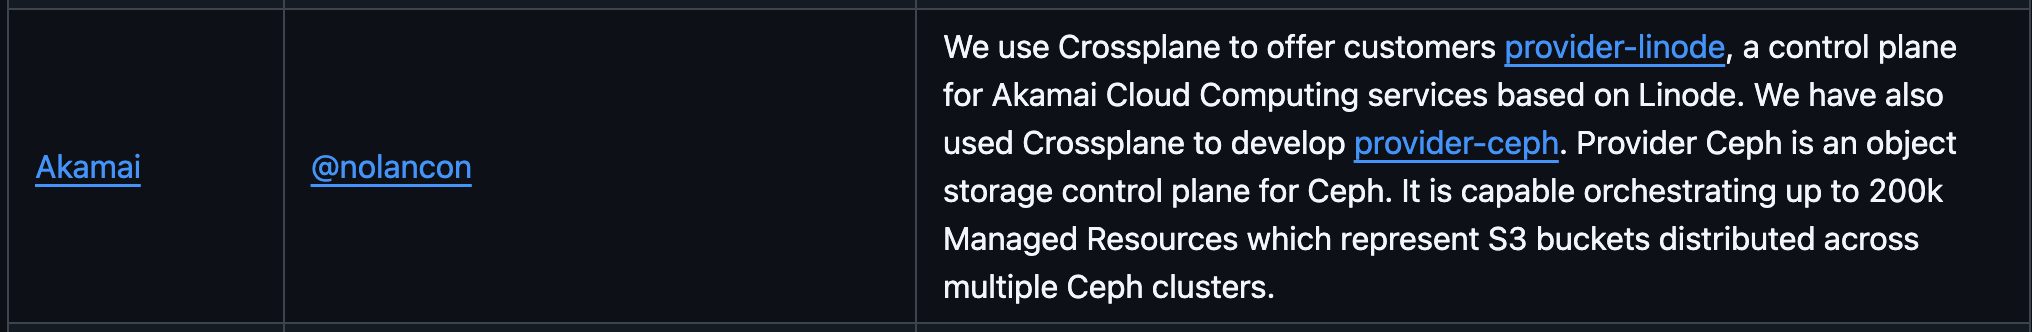 Akamai
@nolancon
We use Crossplane to offer customers provider-linode, a control plane
for Akamai Cloud Computing services based on Linode. We have also
used Crossplane to develop provider-ceph. Provider Ceph is an object
storage control plane for Ceph. It is capable orchestrating up to 200k
Managed Resources which represent S3 buckets distributed across
multiple Ceph clusters.